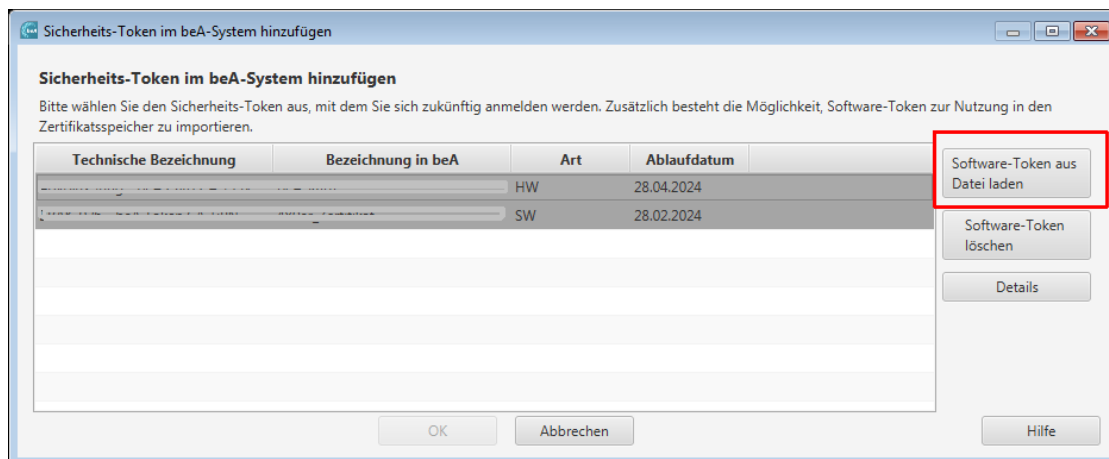 Sicherheits-Token im beA-System hinzufügen
Sicherheits-Token im beA-System hinzufügen
Bitte wählen Sie den Sicherheits-Token aus, mit dem Sie sich zukünftig anmelden werden. Zusätzlich besteht die Möglichkeit, Software-Token zur Nutzung in den
Zertifikatsspeicher zu importieren.
Technische Bezeichnung Bezeichnung in beA Art Ablaufdatum
HW 28.04.2024
SW 28.02.2024
Software-Token aus
Datei laden
Software-Token
löschen
Details
OK Abbrechen Hilfe